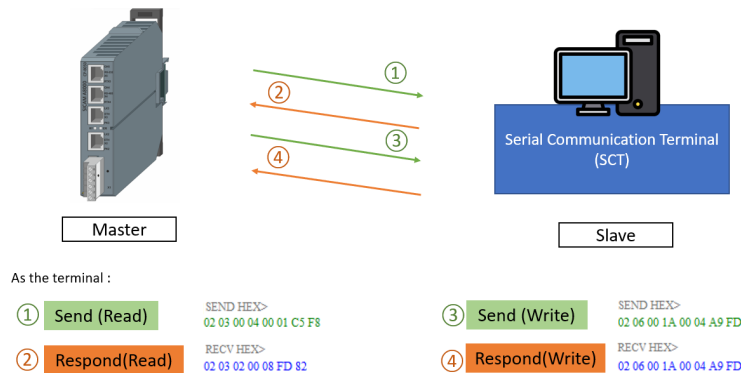 ①
②
③
④
Serial Communication Terminal
(SCT)
Master
Slave
As the terminal :
① Send (Read)
SEND HEX>
02 03 00 04 00 01 C5 F8
② Respond(Read)
RECV HEX>
02 03 02 00 08 FD 82
③ Send (Write)
SEND HEX>
02 06 00 1A 00 04 A9 FD
④ Respond(Write)
RECV HEX>
02 06 00 1A 00 04 A9 FD